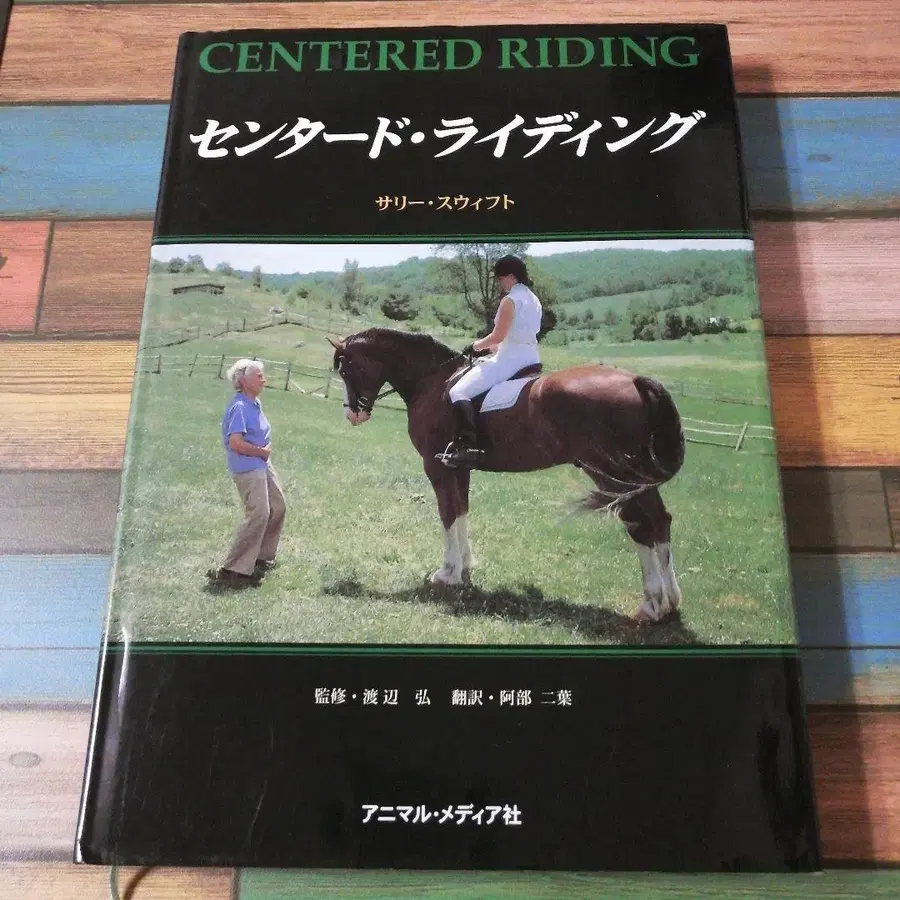 CENTERED RIDING
センタード・ライディング
サリー・スウィフト
監修・渡辺 弘 翻訳・阿部 二葉
アニマル・メディア社